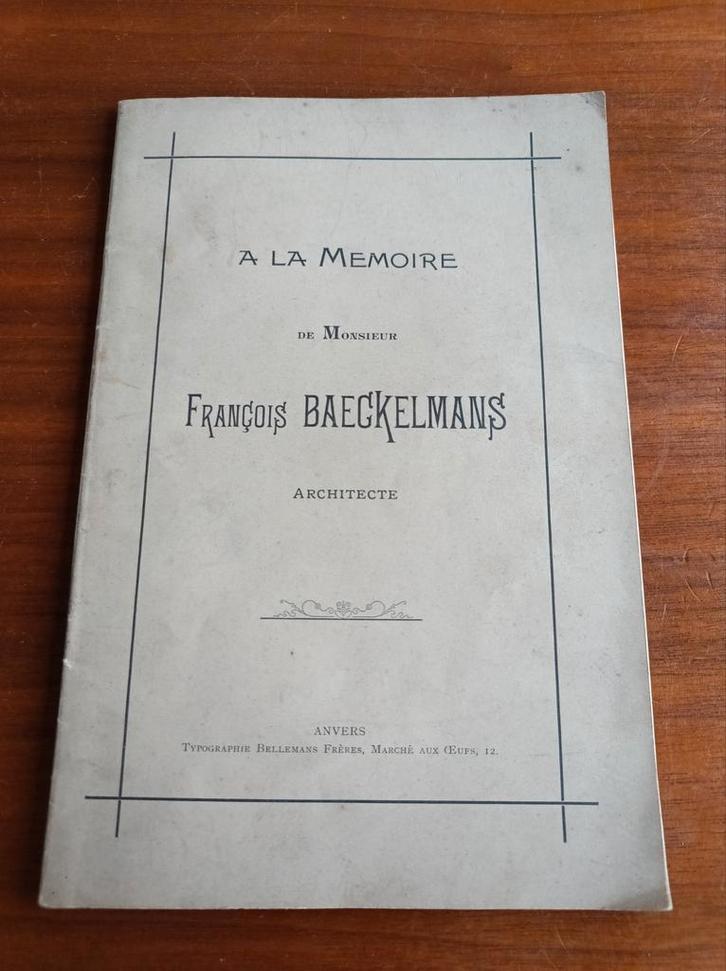 A LA MEMOIRE
DE MONSIEUR
FRANÇOIS BAECKELMANS
ARCHITECTE
ANVERS
TYPOGRAPHIE BELLEMANS FRÈRES, MARCHÉ AUX ŒUFS, 12.